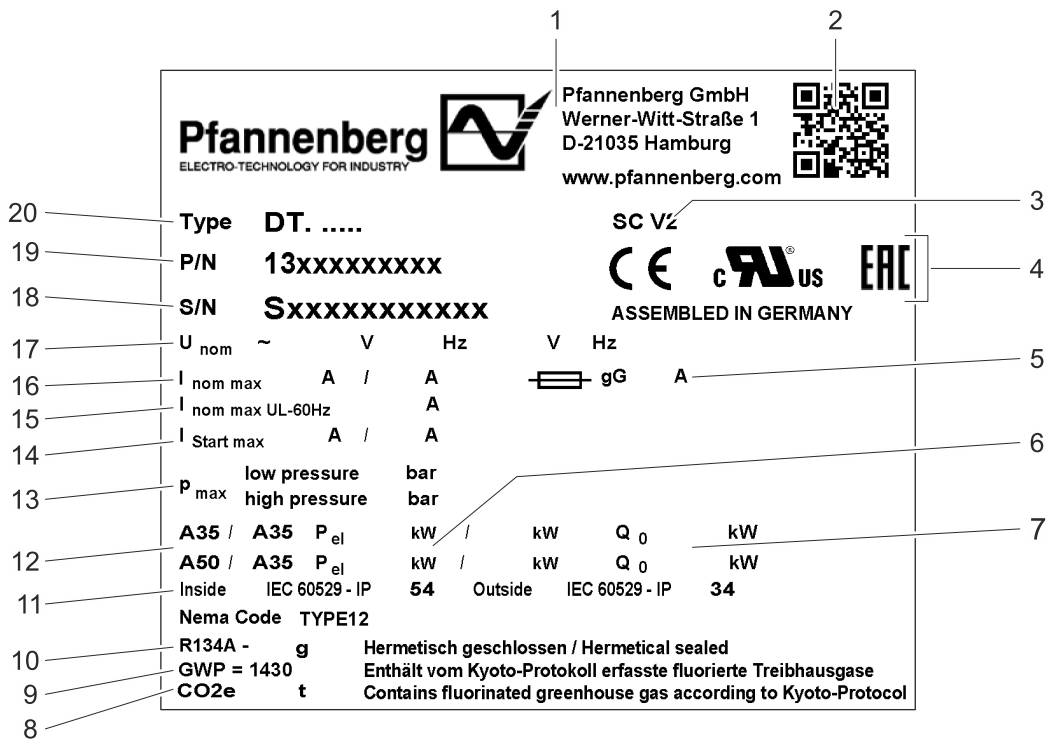 1
2
Pfannenberg
ELECTRO-TECHNOLOGY FOR INDUSTRY
Pfannenberg GmbH
Werner-Witt-Straße 1
D-21035 Hamburg
www.pfannenberg.com
20 Type DT. ..... SC V2 3
19 P/N 13xxxxxxxxx CE c RU US ® EAC 4
18 S/N Sxxxxxxxxxxx ASSEMBLED IN GERMANY
17 U nom ~ V Hz V Hz
16 I nom max A / A gG A 5
15 I nom max UL-60Hz A
14 I Start max A / A 6
13 p max low pressure bar
high pressure bar
12 A35 / A35 P el kW / kW Q 0 kW 7
A50 / A35 P el kW / kW Q 0 kW
11 Inside IEC 60529 - IP 54 Outside IEC 60529 - IP 34
Nema Code TYPE12
10 R134A - g Hermetisch geschlossen / Hermetical sealed
9 GWP = 1430 Enthält vom Kyoto-Protokoll erfasste fluorierte Treibhausgase
8 CO2e t Contains fluorinated greenhouse gas according to Kyoto-Protocol